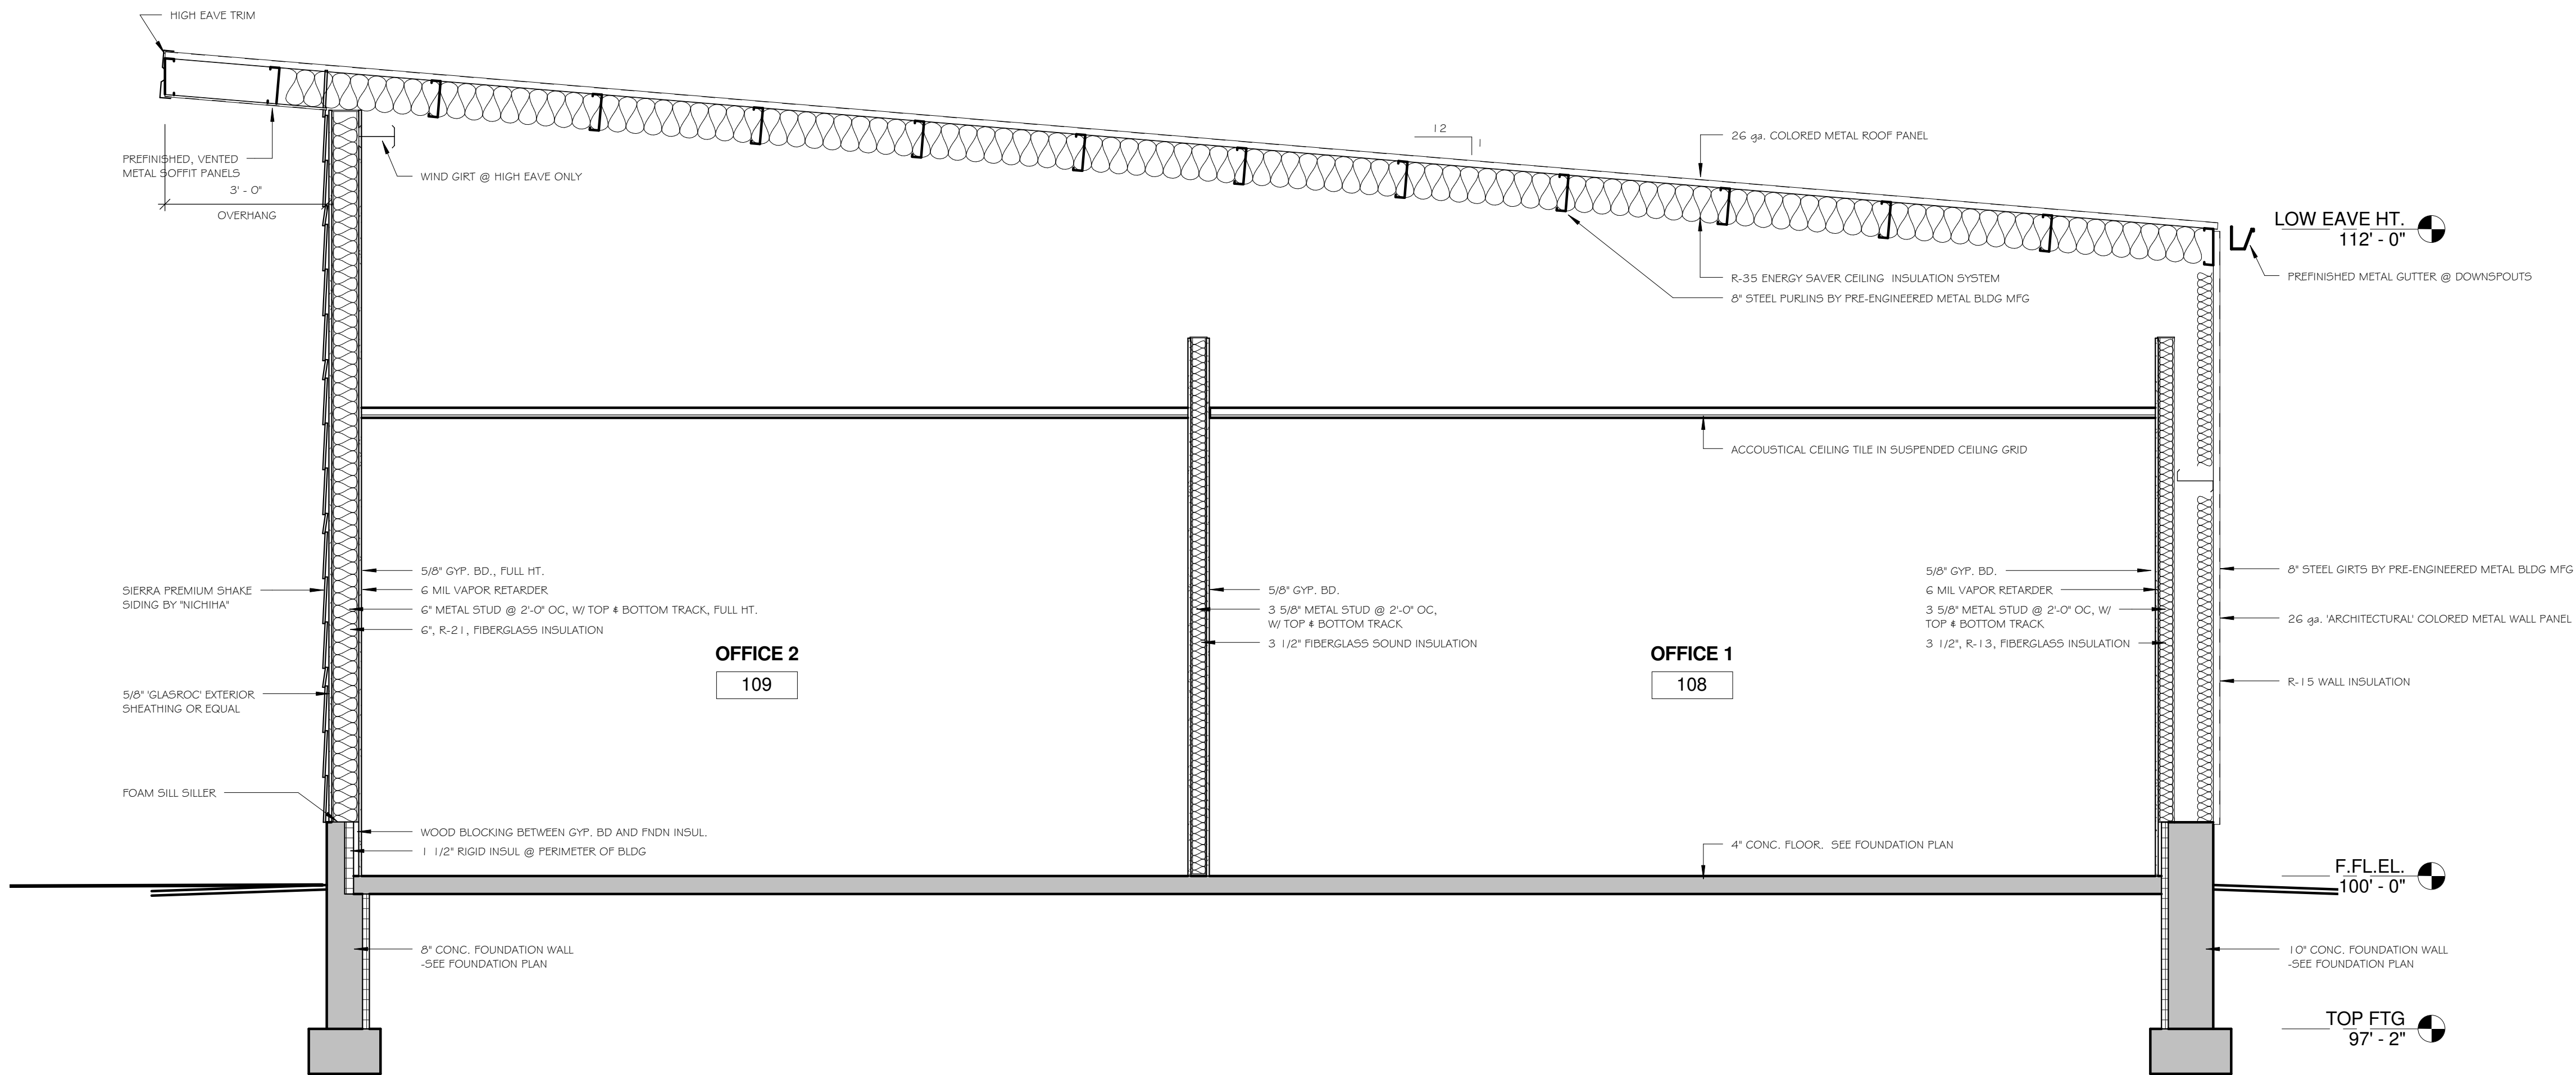 HIGH EAVE TRIM
12
1
26 ga. COLORED METAL ROOF PANEL
PREFINISHED, VENTED
METAL SOFFIT PANELS
WIND GIRT @ HIGH EAVE ONLY
3' - 0"
OVERHANG
LOW EAVE HT.
112' - 0"
PREFINISHED METAL GUTTER @ DOWNSPOUTS
R-35 ENERGY SAVER CEILING INSULATION SYSTEM
8" STEEL PURLINS BY PRE-ENGINEERED METAL BLDG MFG
ACCOUSTICAL CEILING TILE IN SUSPENDED CEILING GRID
SIERRA PREMIUM SHAKE
SIDING BY "NICHIHA"
5/8" 'GLASROC' EXTERIOR
SHEATHING OR EQUAL
FOAM SILL SILLER
5/8" GYP. BD., FULL HT.
6 MIL VAPOR RETARDER
6" METAL STUD @ 2'-0" OC, W/ TOP & BOTTOM TRACK, FULL HT.
6", R-21, FIBERGLASS INSULATION
OFFICE 2
109
5/8" GYP. BD.
3 5/8" METAL STUD @ 2'-0" OC,
W/ TOP & BOTTOM TRACK
3 1/2" FIBERGLASS SOUND INSULATION
OFFICE 1
108
5/8" GYP. BD.
6 MIL VAPOR RETARDER
3 5/8" METAL STUD @ 2'-0" OC, W/
TOP & BOTTOM TRACK
3 1/2", R-13, FIBERGLASS INSULATION
8" STEEL GIRTS BY PRE-ENGINEERED METAL BLDG MFG
26 ga. 'ARCHITECTURAL' COLORED METAL WALL PANEL
R-15 WALL INSULATION
WOOD BLOCKING BETWEEN GYP. BD AND FNDN INSUL.
1 1/2" RIGID INSUL @ PERIMETER OF BLDG
4" CONC. FLOOR. SEE FOUNDATION PLAN
F.FL.EL.
100' - 0"
8" CONC. FOUNDATION WALL
-SEE FOUNDATION PLAN
10" CONC. FOUNDATION WALL
-SEE FOUNDATION PLAN
TOP FTG
97' - 2"